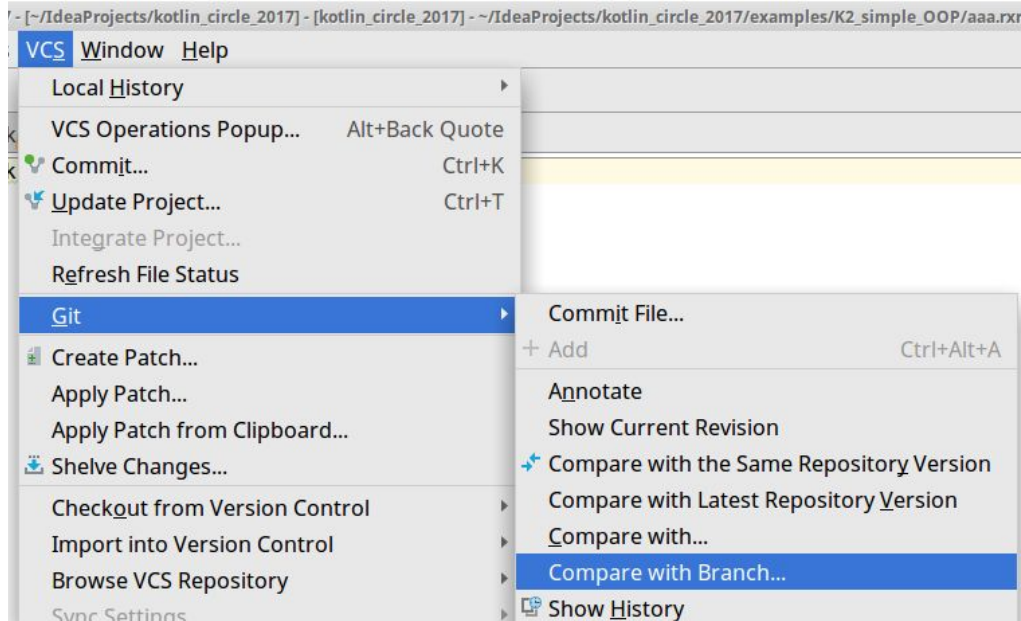 - [~/IdeaProjects/kotlin_circle_2017] - [kotlin_circle_2017] - ~/IdeaProjects/kotlin_circle_2017/examples/K2_simple_OOP/aaa.rxr
VCS Window Help
Local History
VCS Operations Popup... Alt+Back Quote
Commit... Ctrl+K
Update Project... Ctrl+T
Integrate Project...
Refresh File Status
Git
Create Patch...
Apply Patch...
Apply Patch from Clipboard...
Shelve Changes...
Checkout from Version Control
Import into Version Control
Browse VCS Repository
Sync Settings
Commit File...
+ Add Ctrl+Alt+A
Annotate
Show Current Revision
Compare with the Same Repository Version
Compare with Latest Repository Version
Compare with...
Compare with Branch...
Show History